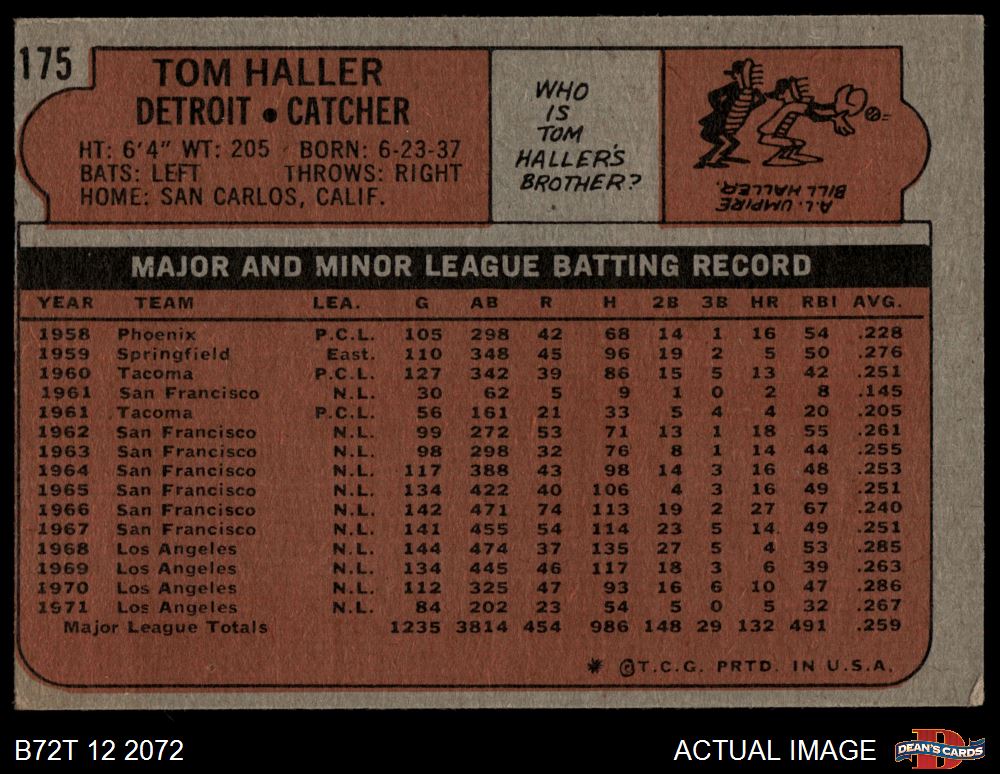 175
TOM HALLER
DETROIT • CATCHER
HT: 6'4" WT: 205 BORN: 6-23-37
BATS: LEFT THROWS: RIGHT
HOME: SAN CARLOS, CALIF.
WHO
IS
TOM
HALLER'S
BROTHER?
A.L. UMPIRE
BILL HALLER.
MAJOR AND MINOR LEAGUE BATTING RECORD
YEAR TEAM LEA. G AB R H 2B 3B HR RBI AVG.
1958 Phoenix P.C.L. 105 298 42 68 14 1 16 54 .228
1959 Springfield East. 110 348 45 96 19 2 5 50 .276
1960 Tacoma P.C.L. 127 342 39 86 15 5 13 42 .251
1961 San Francisco N.L. 30 62 5 9 1 0 2 8 .145
1961 Tacoma P.C.L. 56 161 21 33 5 4 4 20 .205
1962 San Francisco N.L. 99 272 53 71 13 1 18 55 .261
1963 San Francisco N.L. 98 298 32 76 8 1 14 44 .255
1964 San Francisco N.L. 117 388 43 98 14 3 16 48 .253
1965 San Francisco N.L. 134 422 40 106 4 3 16 49 .251
1966 San Francisco N.L. 142 471 74 113 19 2 27 67 .240
1967 San Francisco N.L. 141 455 54 114 23 5 14 49 .251
1968 Los Angeles N.L. 144 474 37 135 27 5 4 53 .285
1969 Los Angeles N.L. 134 445 46 117 18 3 6 39 .263
1970 Los Angeles N.L. 112 325 47 93 16 6 10 47 .286
1971 Los Angeles N.L. 84 202 23 54 5 0 5 32 .267
Major League Totals 1235 3814 454 986 148 29 132 491 .259
* ©T.C.G. PRTD. IN U.S.A.
B72T 12 2072
ACTUAL IMAGE
DEAN'S CARDS